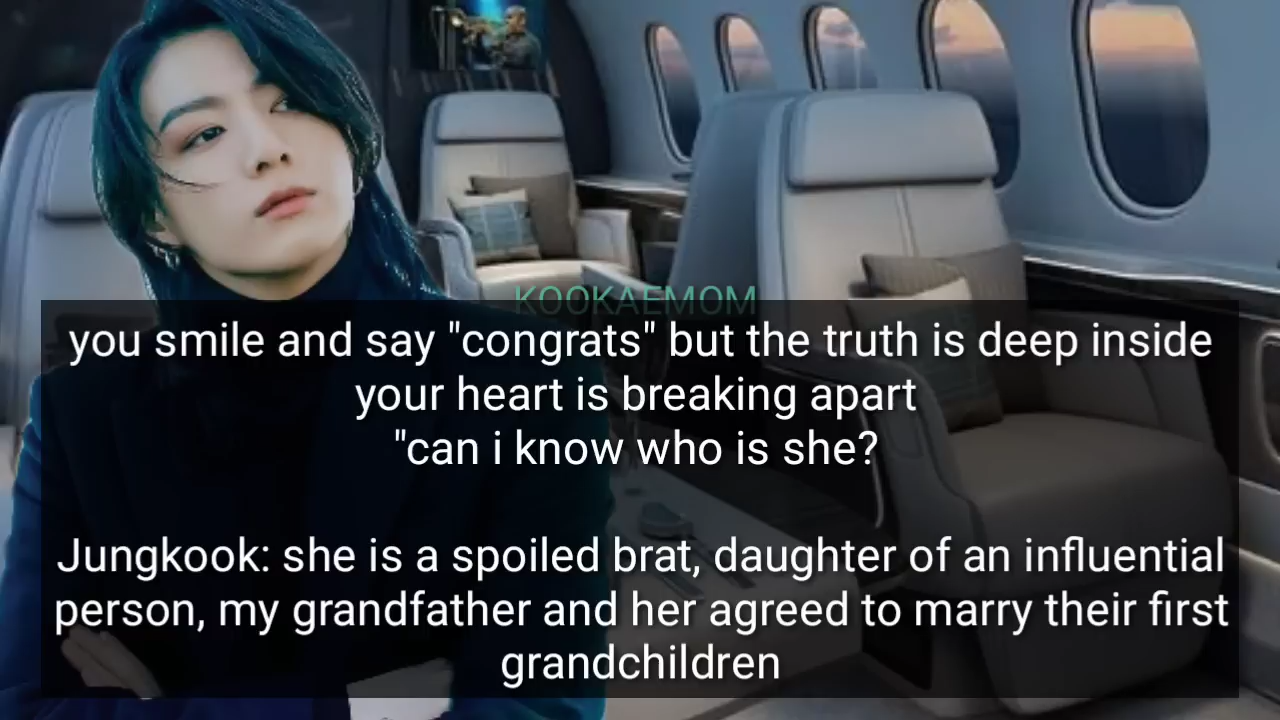 KOOKAEMOM
you smile and say "congrats" but the truth is deep inside
your heart is breaking apart
"can i know who is she?
Jungkook: she is a spoiled brat, daughter of an influential
person, my grandfather and her agreed to marry their first
grandchildren